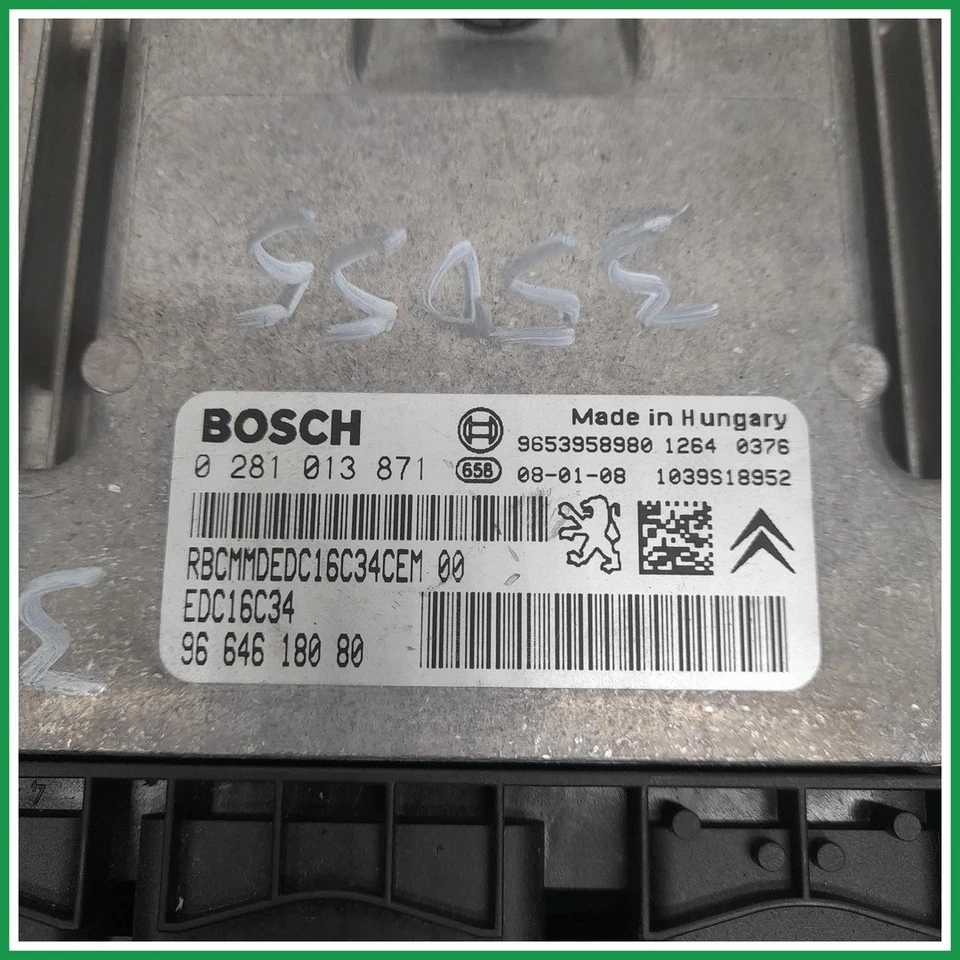 BOSCH
Made in Hungary
9653958980 1264 0376
0 281 013 871
658
08-01-08 1039S18952
RBCMMDEDC16C34CEM 00
EDC16C34
96 646 180 80